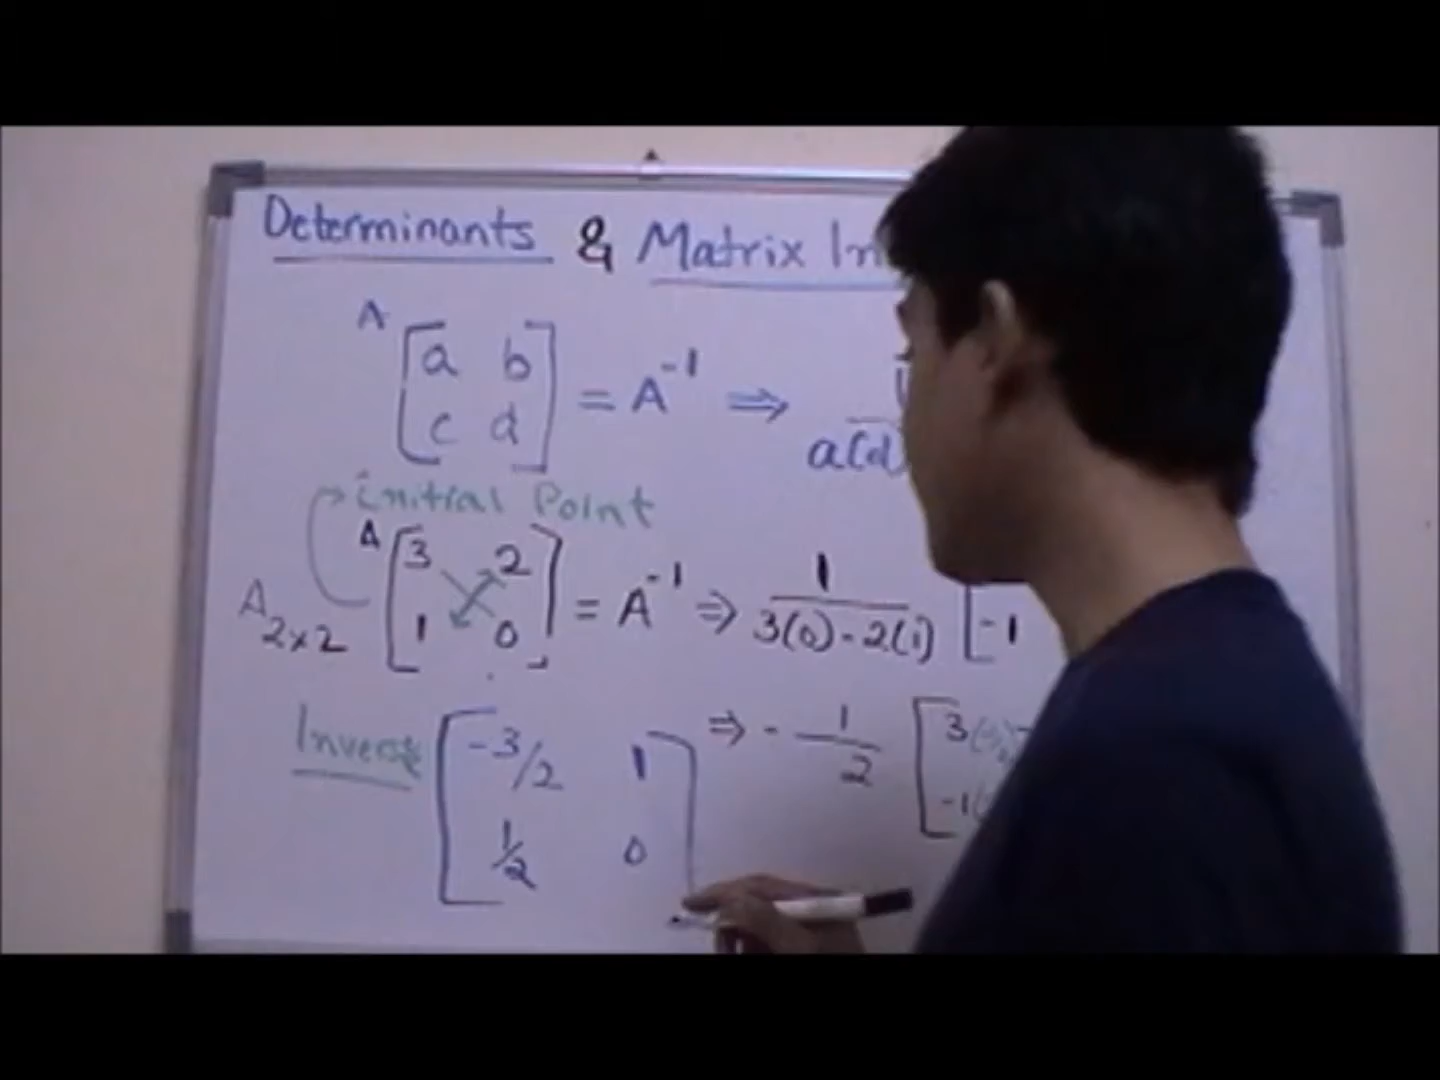 Determinants & Matrix In
A
a b
c d
= A⁻¹ ⇒
a(d)
initial Point
A 2x2
A
3 2
1 0
= A⁻¹ ⇒ 1
3(0) - 2(1)
-1
Inverse
-3/2 1
1/2 0
⇒ - 1
2
3(
-1(